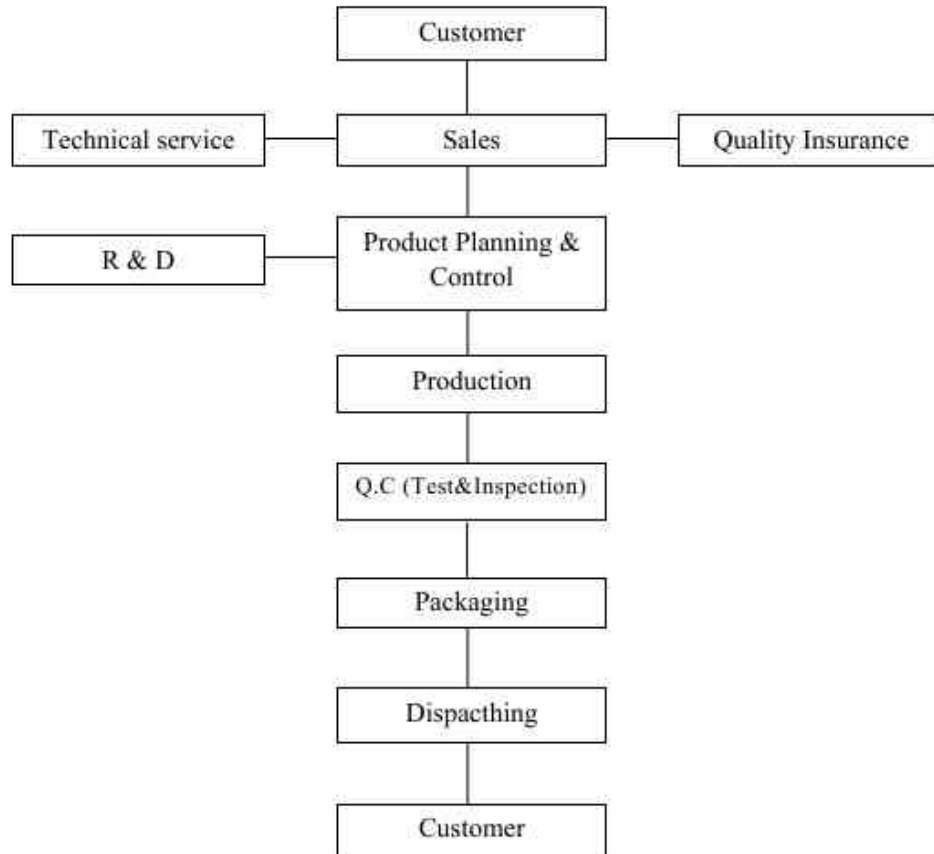 Customer
Technical service
Sales
Quality Insurance
R & D
Product Planning &
Control
Production
Q.C (Test&Inspection)
Packaging
Dispacthing
Customer